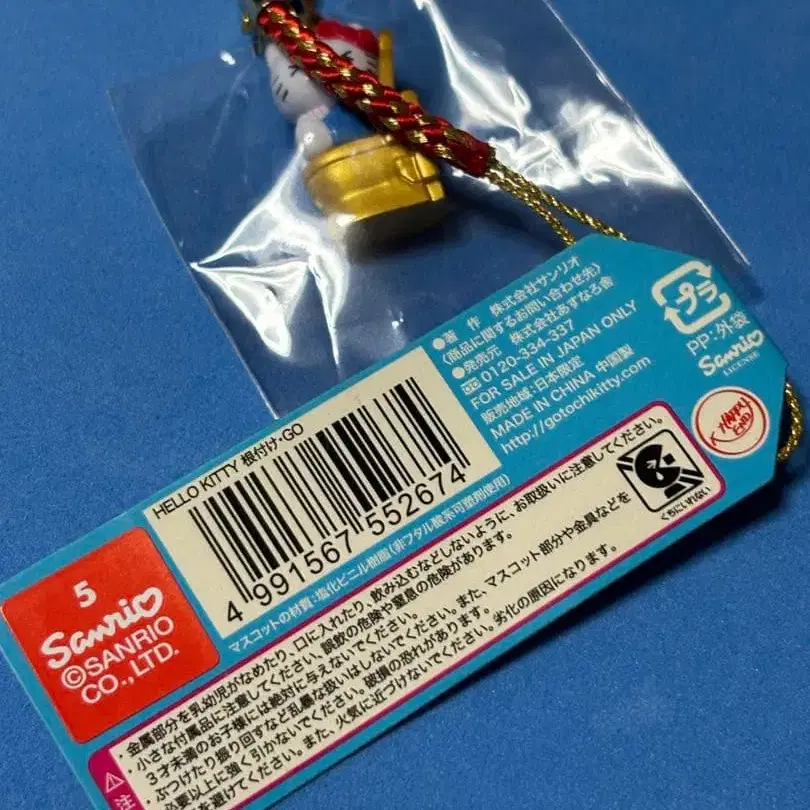 ●著　作　株式会社サンリオ
〈商品に関するお問い合わせ先〉
●発売元　株式会社あすなろ舎
0120-334-337
FOR SALE IN JAPAN ONLY
販売地域:日本限定
MADE IN CHINA 中国製
http://gotochikitty.com
プラ
PP:外袋
Sanrio
LICENSE
HAPPY
END
HELLO KITTY 根付け-GO
4 991567 552674
マスコットの材質:塩化ビニル樹脂(非フタル酸系可塑剤使用)
5
Sanrio
©SANRIO
CO.,LTD.
くちにいれない
金属部分を乳幼児がなめたり、口に入れたり、飲み込むなどしないように、お取扱いに注意してください。
・小さな付属品に注意してください。誤飲の危険や窒息の危険があります。
3才未満のお子様には絶対に与えないでください。
・ぶつけたり振り回すなど乱暴な扱いはしないでください。また、マスコット部分や金具などを
必要以上に強く引かないでください。破損の恐れがあります。
また、火気に近づけないでください。劣化の原因になります。
注